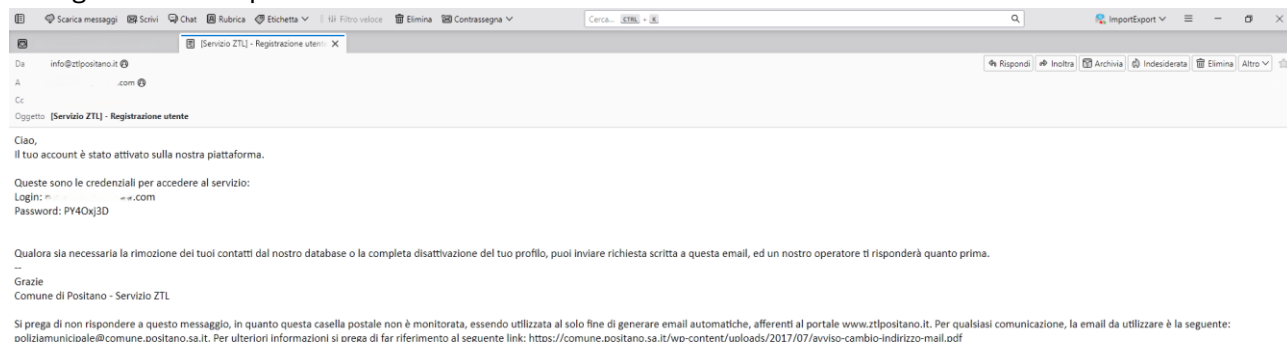 Scarica messaggi Scrivi Chat Rubrica Etichetta Filtro veloce Elimina Contrassegna Cerca... CTRL + K ImportExport
[Servizio ZTL] - Registrazione utente
Da info@ztlpositano.it Rispondi Inoltra Archivia Indesiderata Elimina Altro
A .com
Cc
Oggetto [Servizio ZTL] - Registrazione utente
Ciao,
Il tuo account è stato attivato sulla nostra piattaforma.
Queste sono le credenziali per accedere al servizio:
Login: .com
Password: PY4Oxj3D
Qualora sia necessaria la rimozione dei tuoi contatti dal nostro database o la completa disattivazione del tuo profilo, puoi inviare richiesta scritta a questa email, ed un nostro operatore ti risponderà quanto prima.
--
Grazie
Comune di Positano - Servizio ZTL
Si prega di non rispondere a questo messaggio, in quanto questa casella postale non è monitorata, essendo utilizzata al solo fine di generare email automatiche, afferenti al portale www.ztlpositano.it. Per qualsiasi comunicazione, la email da utilizzare è la seguente:
poliziamunicipale@comune.positano.sa.it. Per ulteriori informazioni si prega di far riferimento al seguente link: https://comune.positano.sa.it/wp-content/uploads/2017/07/avviso-cambio-indirizzo-mail.pdf